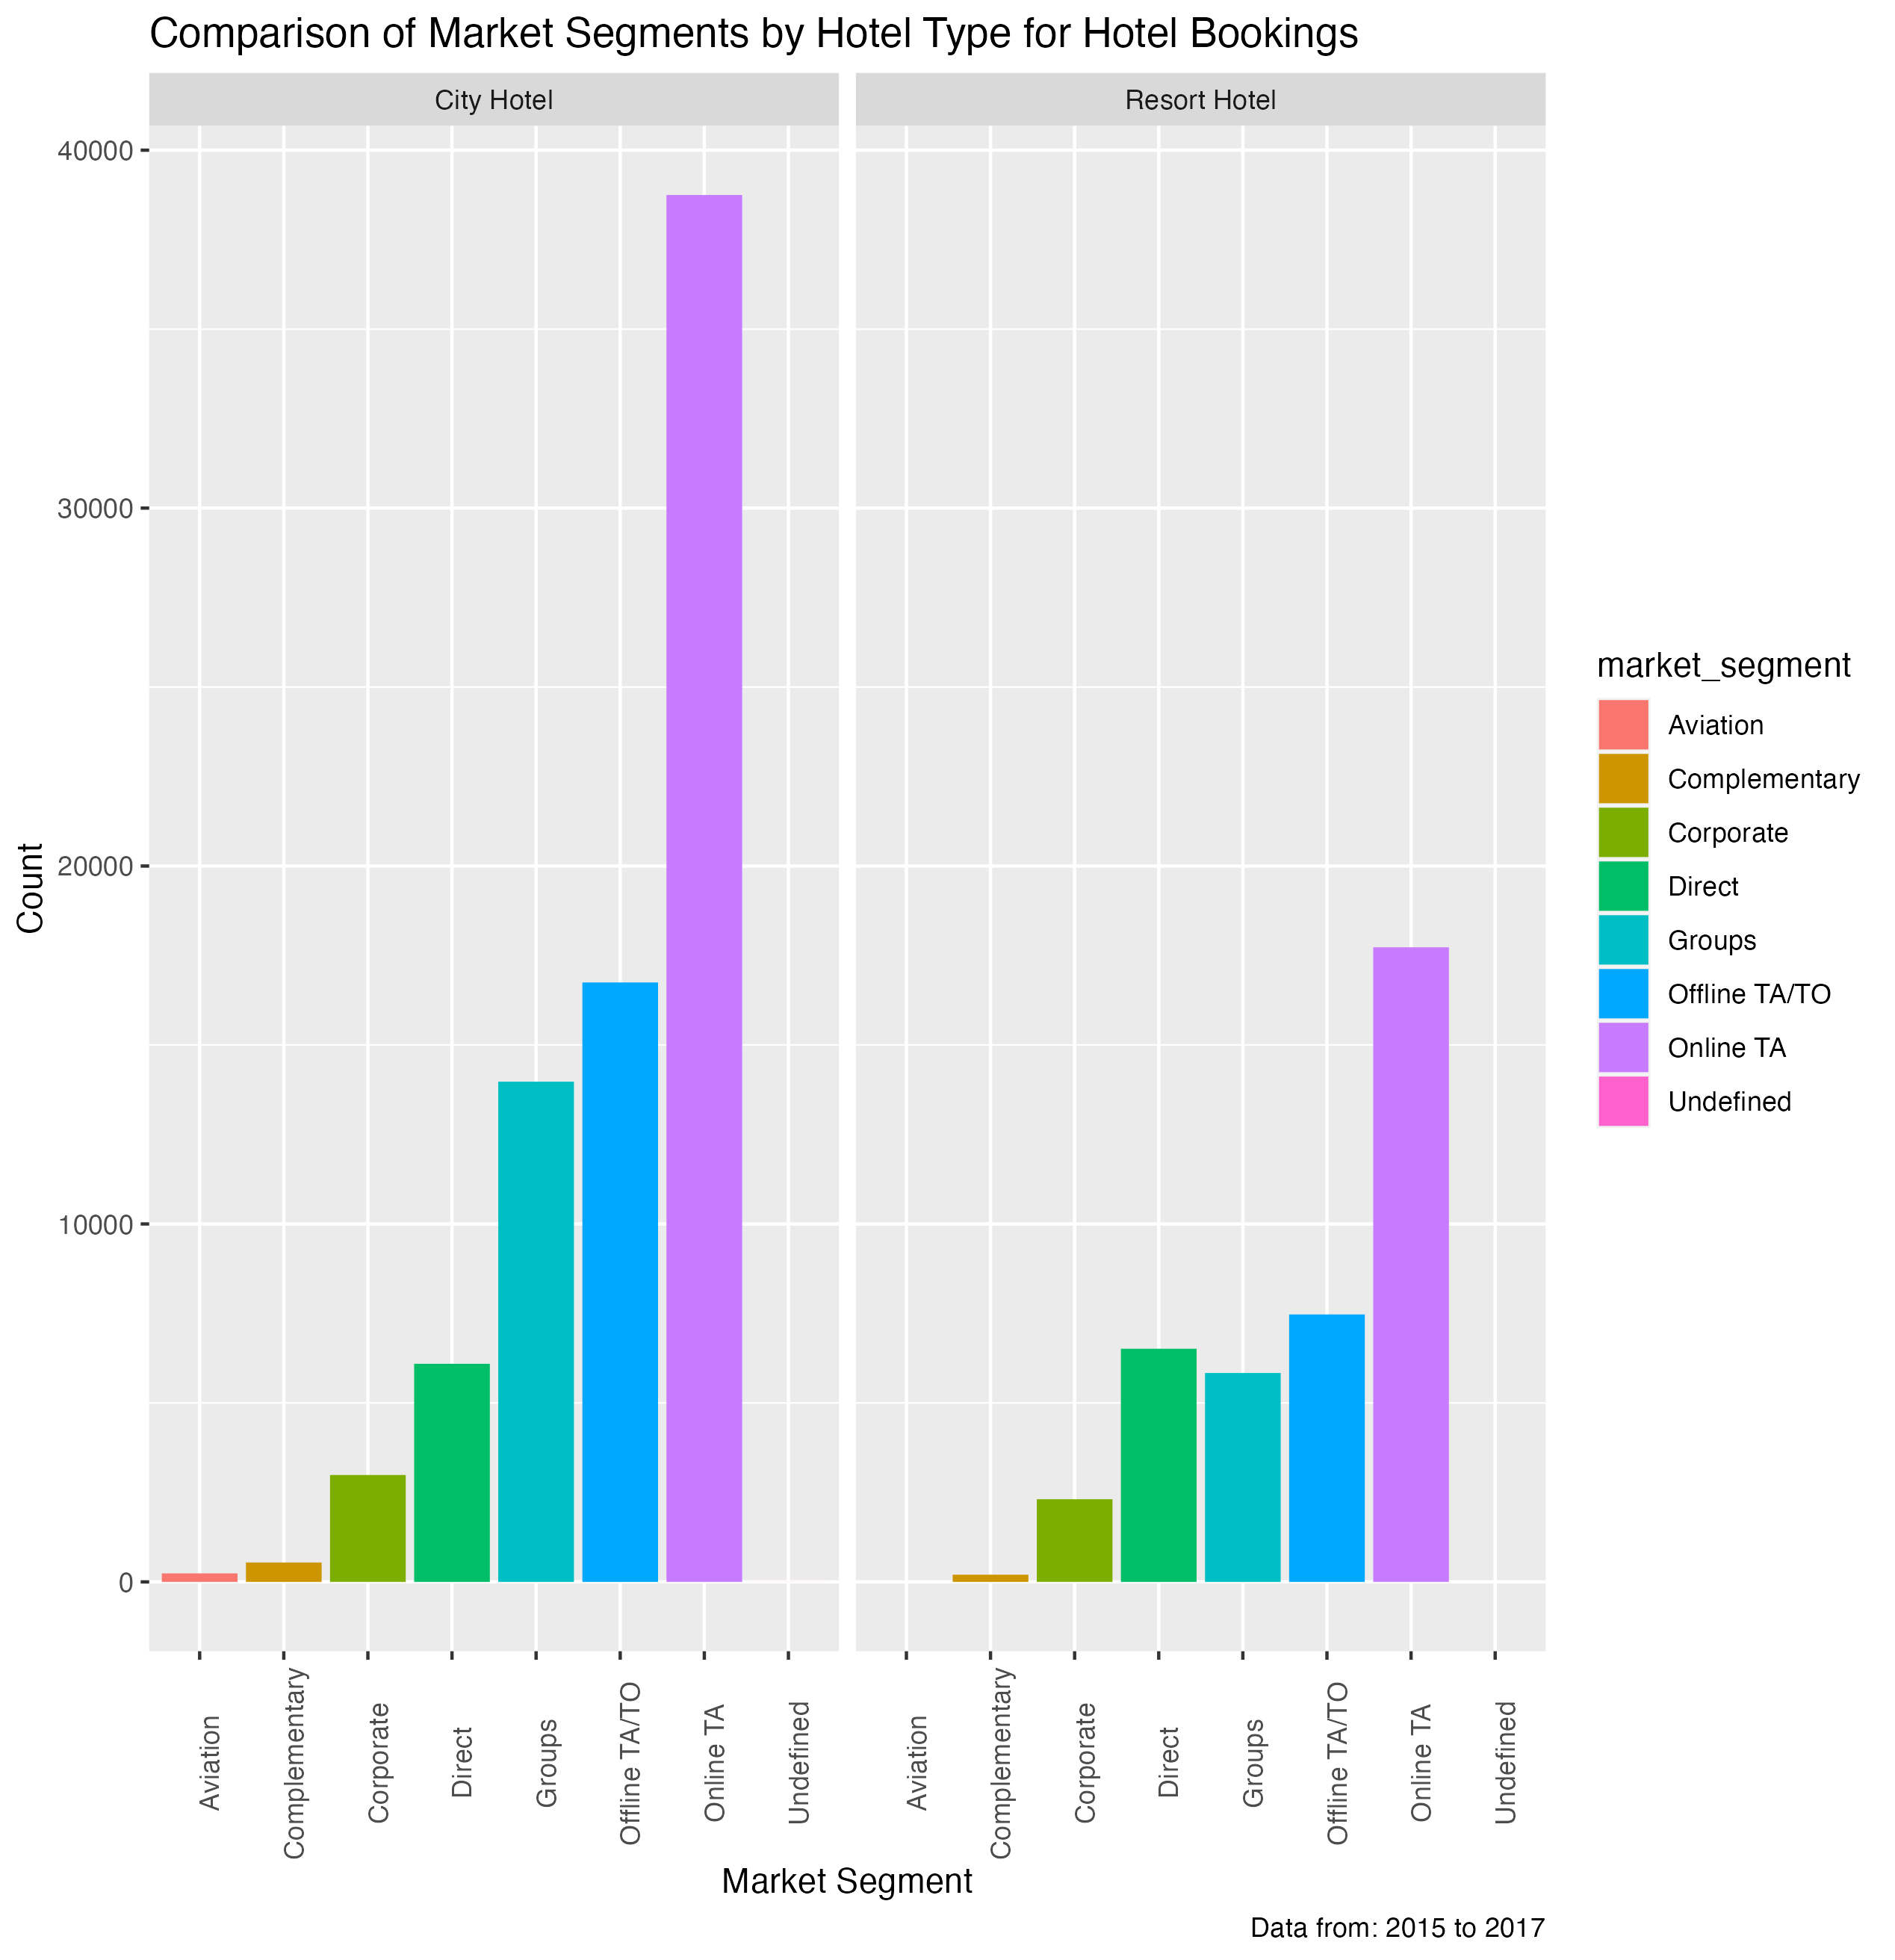 Comparison of Market Segments by Hotel Type for Hotel Bookings
City Hotel
Resort Hotel
40000
30000
20000
10000
0
Count
Aviation
Complementary
Corporate
Direct
Groups
Offline TA/TO
Online TA
Undefined
Aviation
Complementary
Corporate
Direct
Groups
Offline TA/TO
Online TA
Undefined
Market Segment
market_segment
Aviation
Complementary
Corporate
Direct
Groups
Offline TA/TO
Online TA
Undefined
Data from: 2015 to 2017